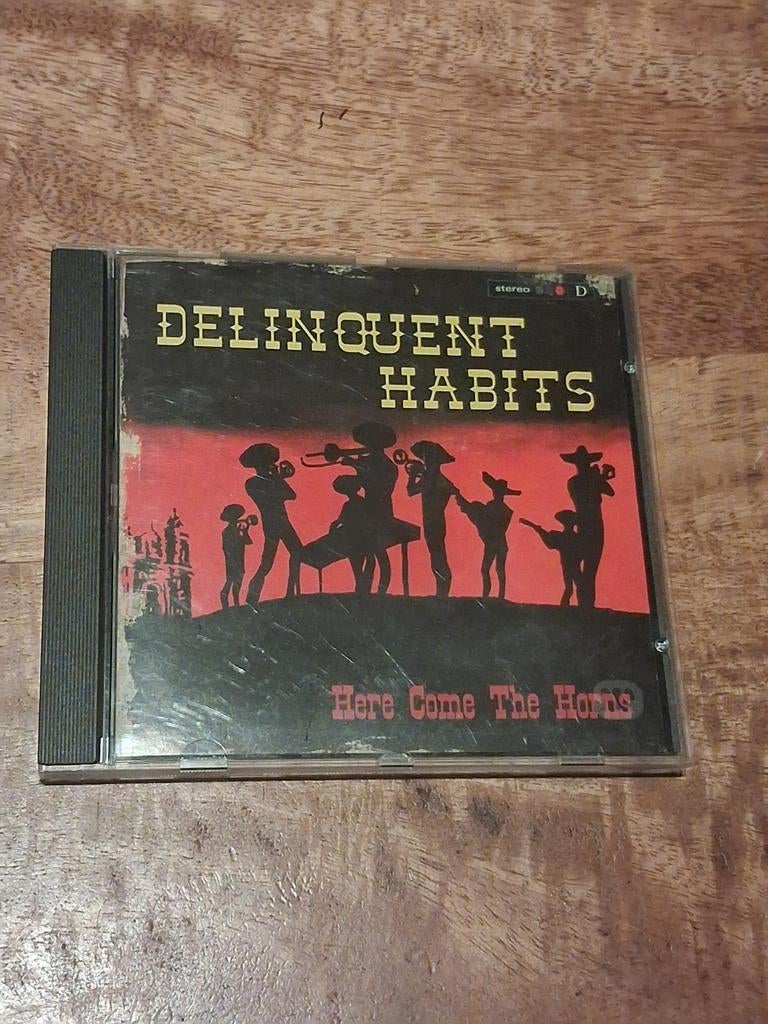 stereo D
DELINQUENT
HABITS
Here Come The Horns